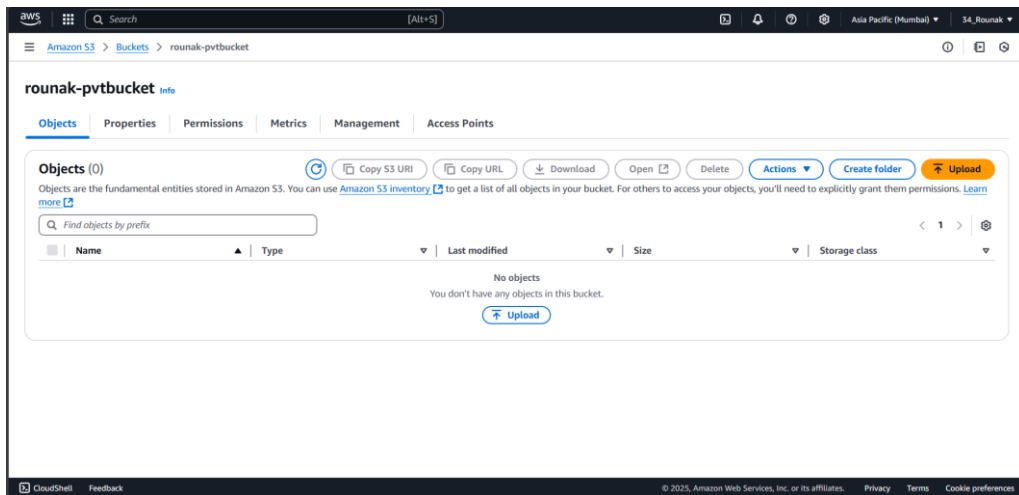 aws Search [Alt+S] Asia Pacific (Mumbai) 34_Rounak
Amazon S3 > Buckets > rounak-pvtbucket
rounak-pvtbucket Info
Objects Properties Permissions Metrics Management Access Points
Objects (0) Copy S3 URI Copy URL Download Open Delete Actions Create folder Upload
Objects are the fundamental entities stored in Amazon S3. You can use Amazon S3 inventory to get a list of all objects in your bucket. For others to access your objects, you'll need to explicitly grant them permissions. Learn
more
Find objects by prefix 1
Name Type Last modified Size Storage class
No objects
You don't have any objects in this bucket.
Upload
CloudShell Feedback © 2025, Amazon Web Services, Inc. or its affiliates. Privacy Terms Cookie preferences